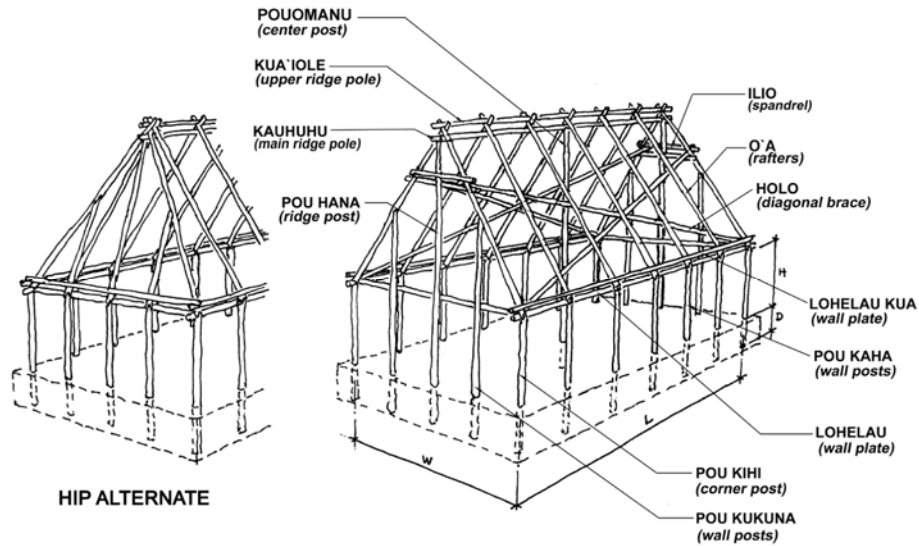 POUOMANU
(center post)
KUA`IOLE
(upper ridge pole)
KAUHUHU
(main ridge pole)
POU HANA
(ridge post)
ILIO
(spandrel)
O`A
(rafters)
HOLO
(diagonal brace)
H
D
LOHELAU KUA
(wall plate)
POU KAHA
(wall posts)
LOHELAU
(wall plate)
L
W
POU KIHI
(corner post)
POU KUKUNA
(wall posts)
HIP ALTERNATE